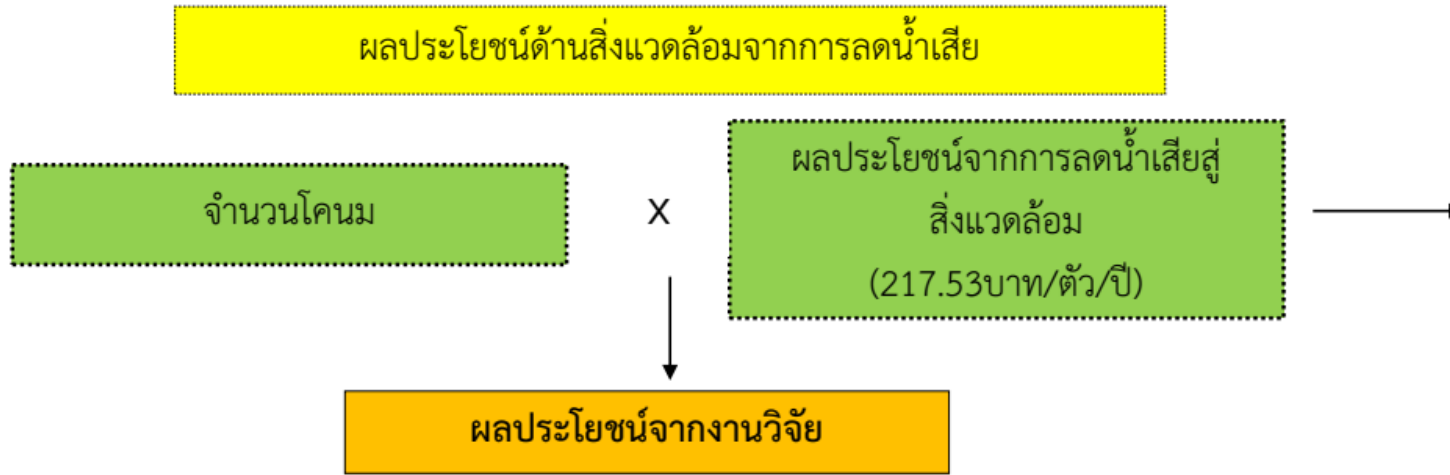 ผลประโยชน์ด้านสิ่งแวดล้อมจากการลดน้ำเสีย
จำนวนโคนม
X
ผลประโยชน์จากการลดน้ำเสียสู่
สิ่งแวดล้อม
(217.53บาท/ตัว/ปี)
ผลประโยชน์จากงานวิจัย